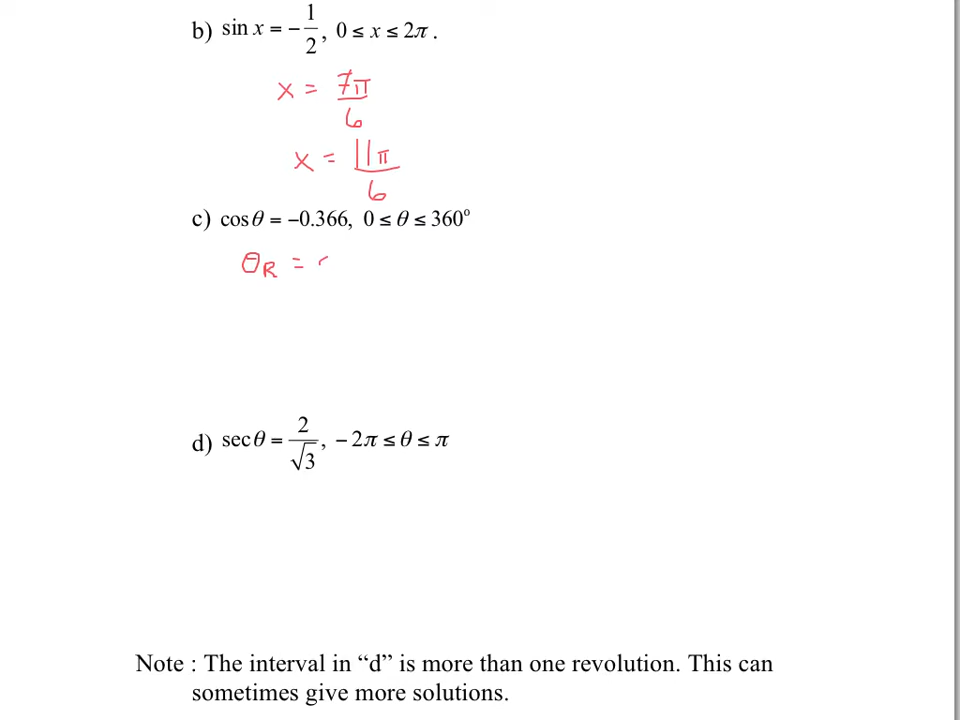 b) sin x = −1/2, 0 ≤ x ≤ 2π.
x = 7π/6
x = 11π/6
c) cos θ = −0.366, 0 ≤ θ ≤ 360°
θR =
d) sec θ = 2/√3, −2π ≤ θ ≤ π
Note : The interval in “d” is more than one revolution. This can
sometimes give more solutions.